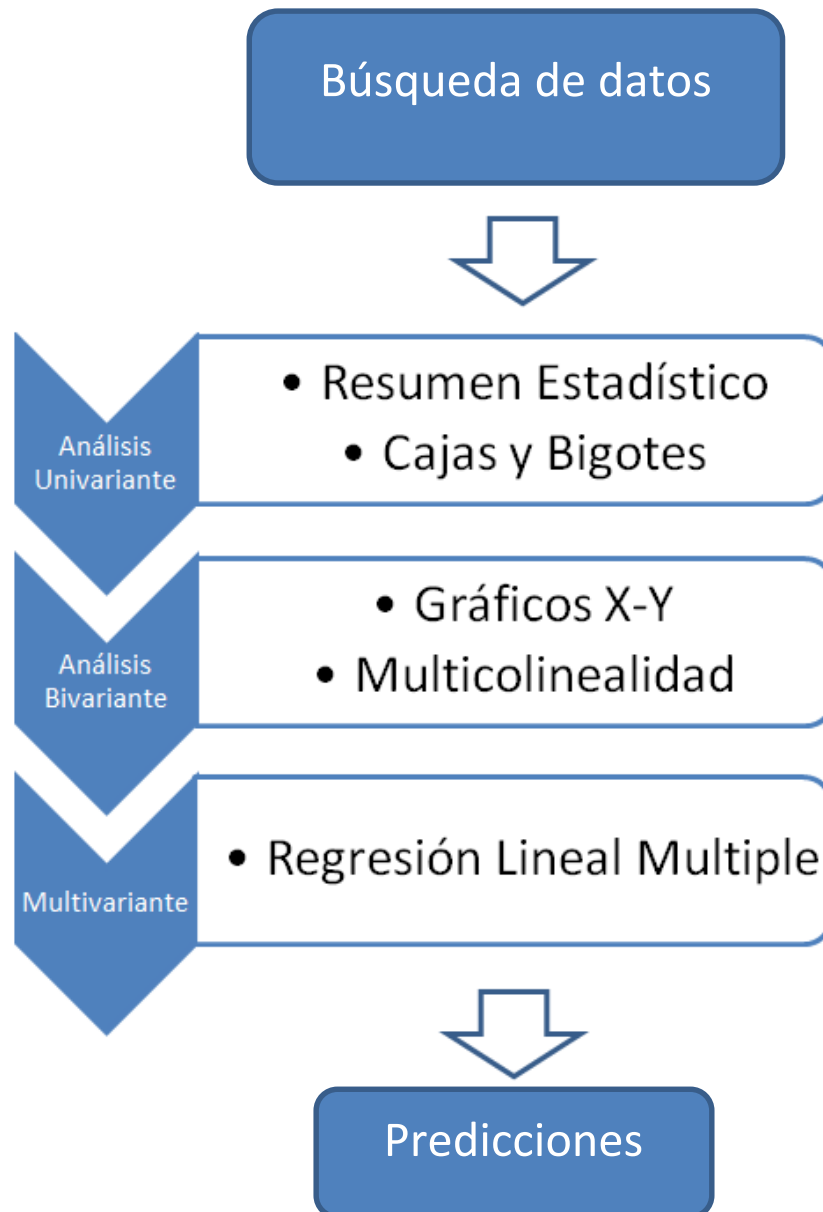 Búsqueda de datos
Análisis
Univariante
• Resumen Estadístico
• Cajas y Bigotes
Análisis
Bivariante
• Gráficos X-Y
• Multicolinealidad
Multivariante
• Regresión Lineal Multiple
Predicciones